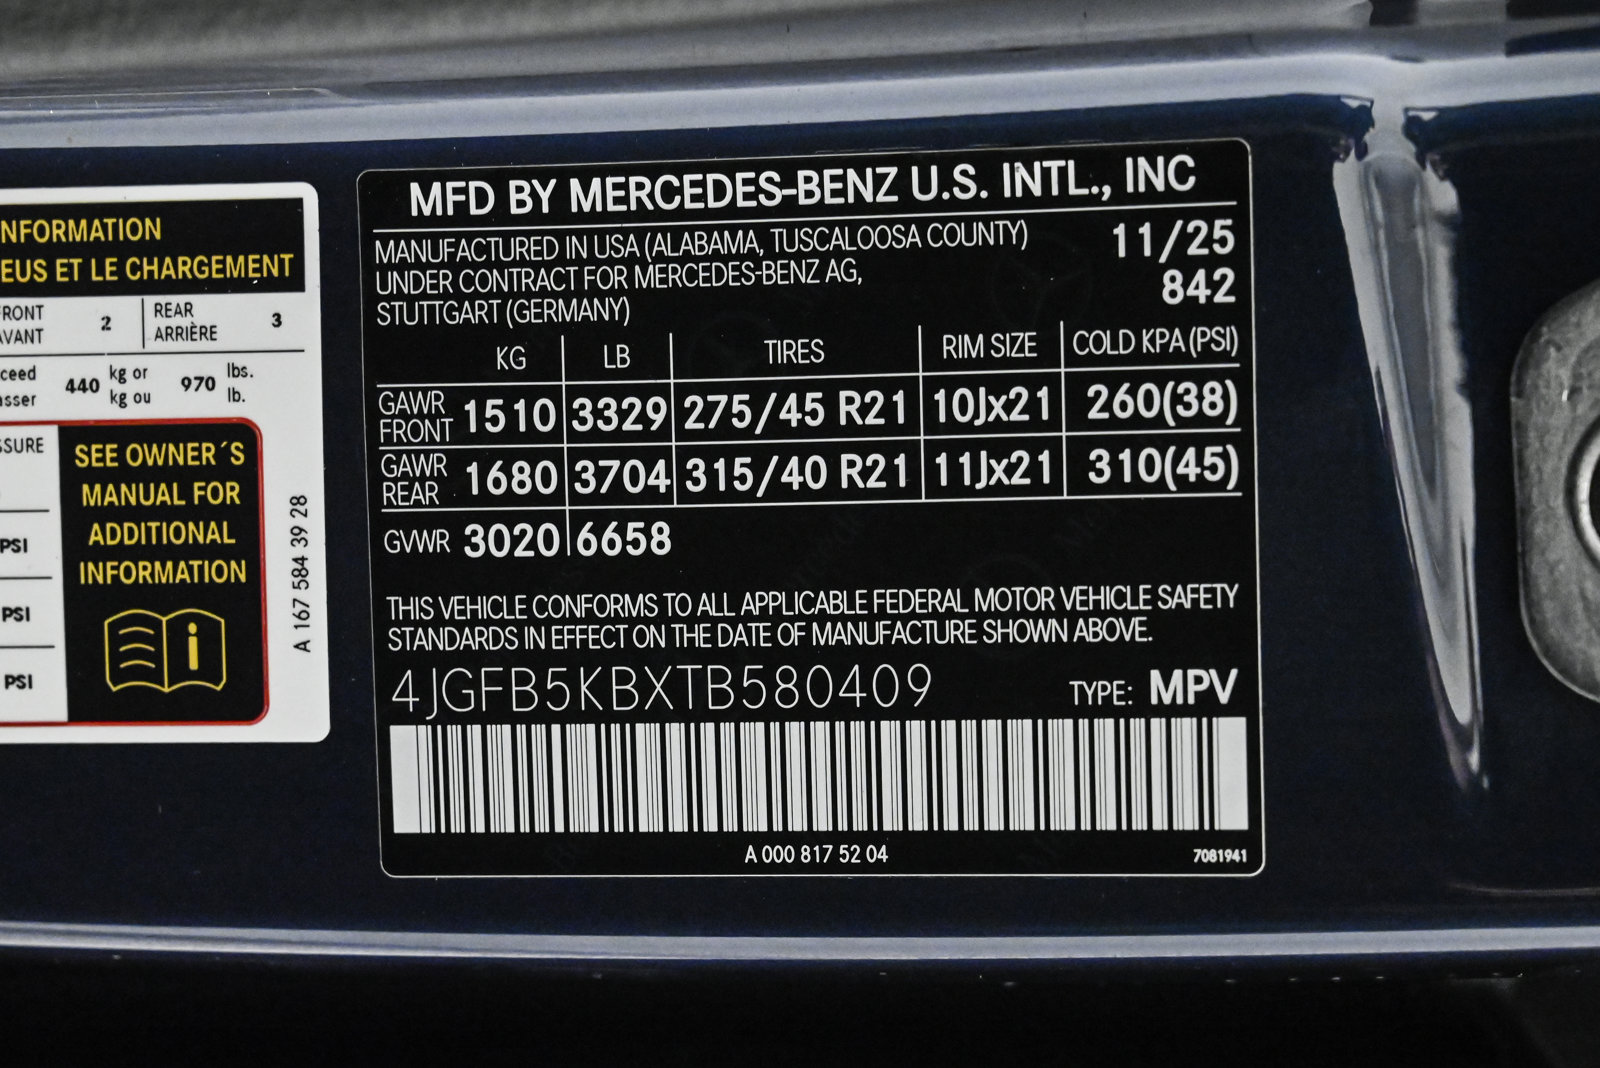 NFORMATION
EUS ET LE CHARGEMENT
FRONT
AVANT
2
REAR
ARRIÈRE
3
ceed
asser
440
kg or
kg ou
970
lbs.
lb.
SSURE
PSI
PSI
PSI
SEE OWNER´S
MANUAL FOR
ADDITIONAL
INFORMATION
i
A 167 584 39 28
MFD BY MERCEDES-BENZ U.S. INTL., INC
MANUFACTURED IN USA (ALABAMA, TUSCALOOSA COUNTY) 11/25
UNDER CONTRACT FOR MERCEDES-BENZ AG, 842
STUTTGART (GERMANY)
KG LB TIRES RIM SIZE COLD KPA (PSI)
GAWR FRONT 1510 3329 275/45 R21 10Jx21 260(38)
GAWR REAR 1680 3704 315/40 R21 11Jx21 310(45)
GVWR 3020 6658
THIS VEHICLE CONFORMS TO ALL APPLICABLE FEDERAL MOTOR VEHICLE SAFETY
STANDARDS IN EFFECT ON THE DATE OF MANUFACTURE SHOWN ABOVE.
4JGFB5KBXTB580409 TYPE: MPV
A 000 817 52 04 7081941